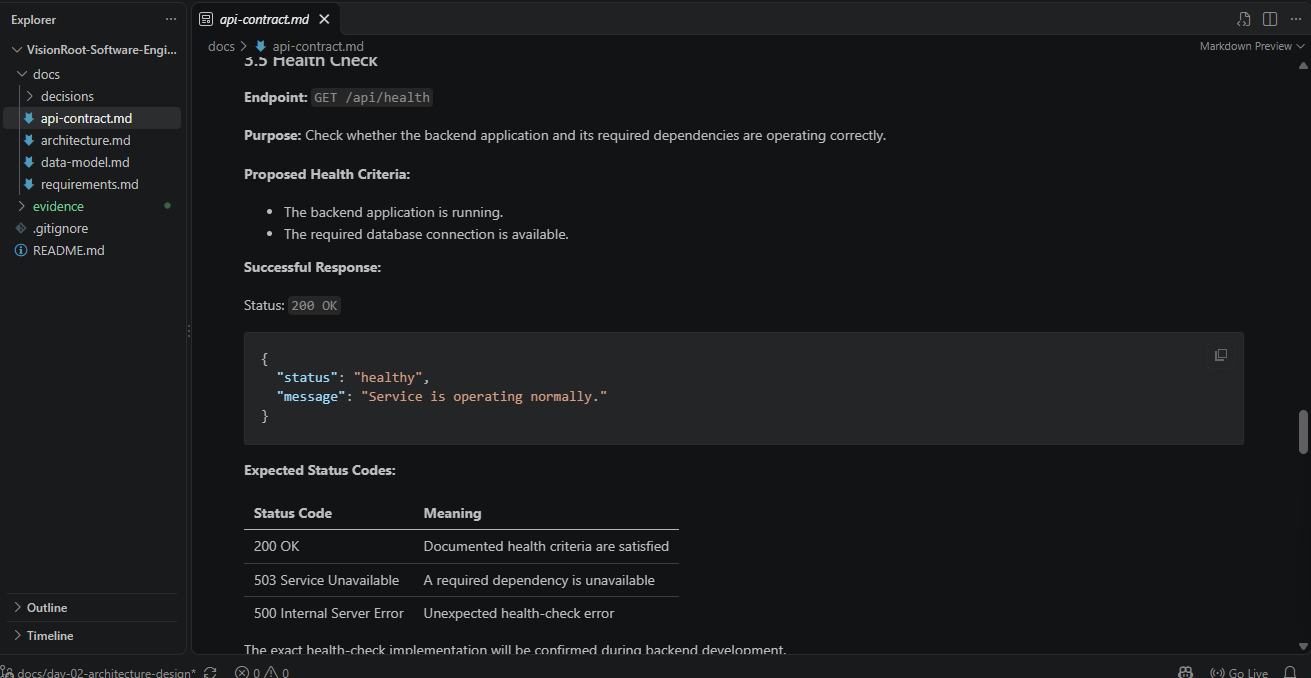 Explorer
VisionRoot-Software-Engi...
docs
decisions
api-contract.md
architecture.md
data-model.md
requirements.md
evidence
.gitignore
README.md
Outline
Timeline
api-contract.md
docs > api-contract.md
Markdown Preview
3.5 Health Check
Endpoint: GET /api/health
Purpose: Check whether the backend application and its required dependencies are operating correctly.
Proposed Health Criteria:
• The backend application is running.
• The required database connection is available.
Successful Response:
Status: 200 OK
{
"status": "healthy",
"message": "Service is operating normally."
}
Expected Status Codes:
Status Code Meaning
200 OK Documented health criteria are satisfied
503 Service Unavailable A required dependency is unavailable
500 Internal Server Error Unexpected health-check error
The exact health-check implementation will be confirmed during backend development.
docs/day-02-architecture-design* 0 0 Go Live